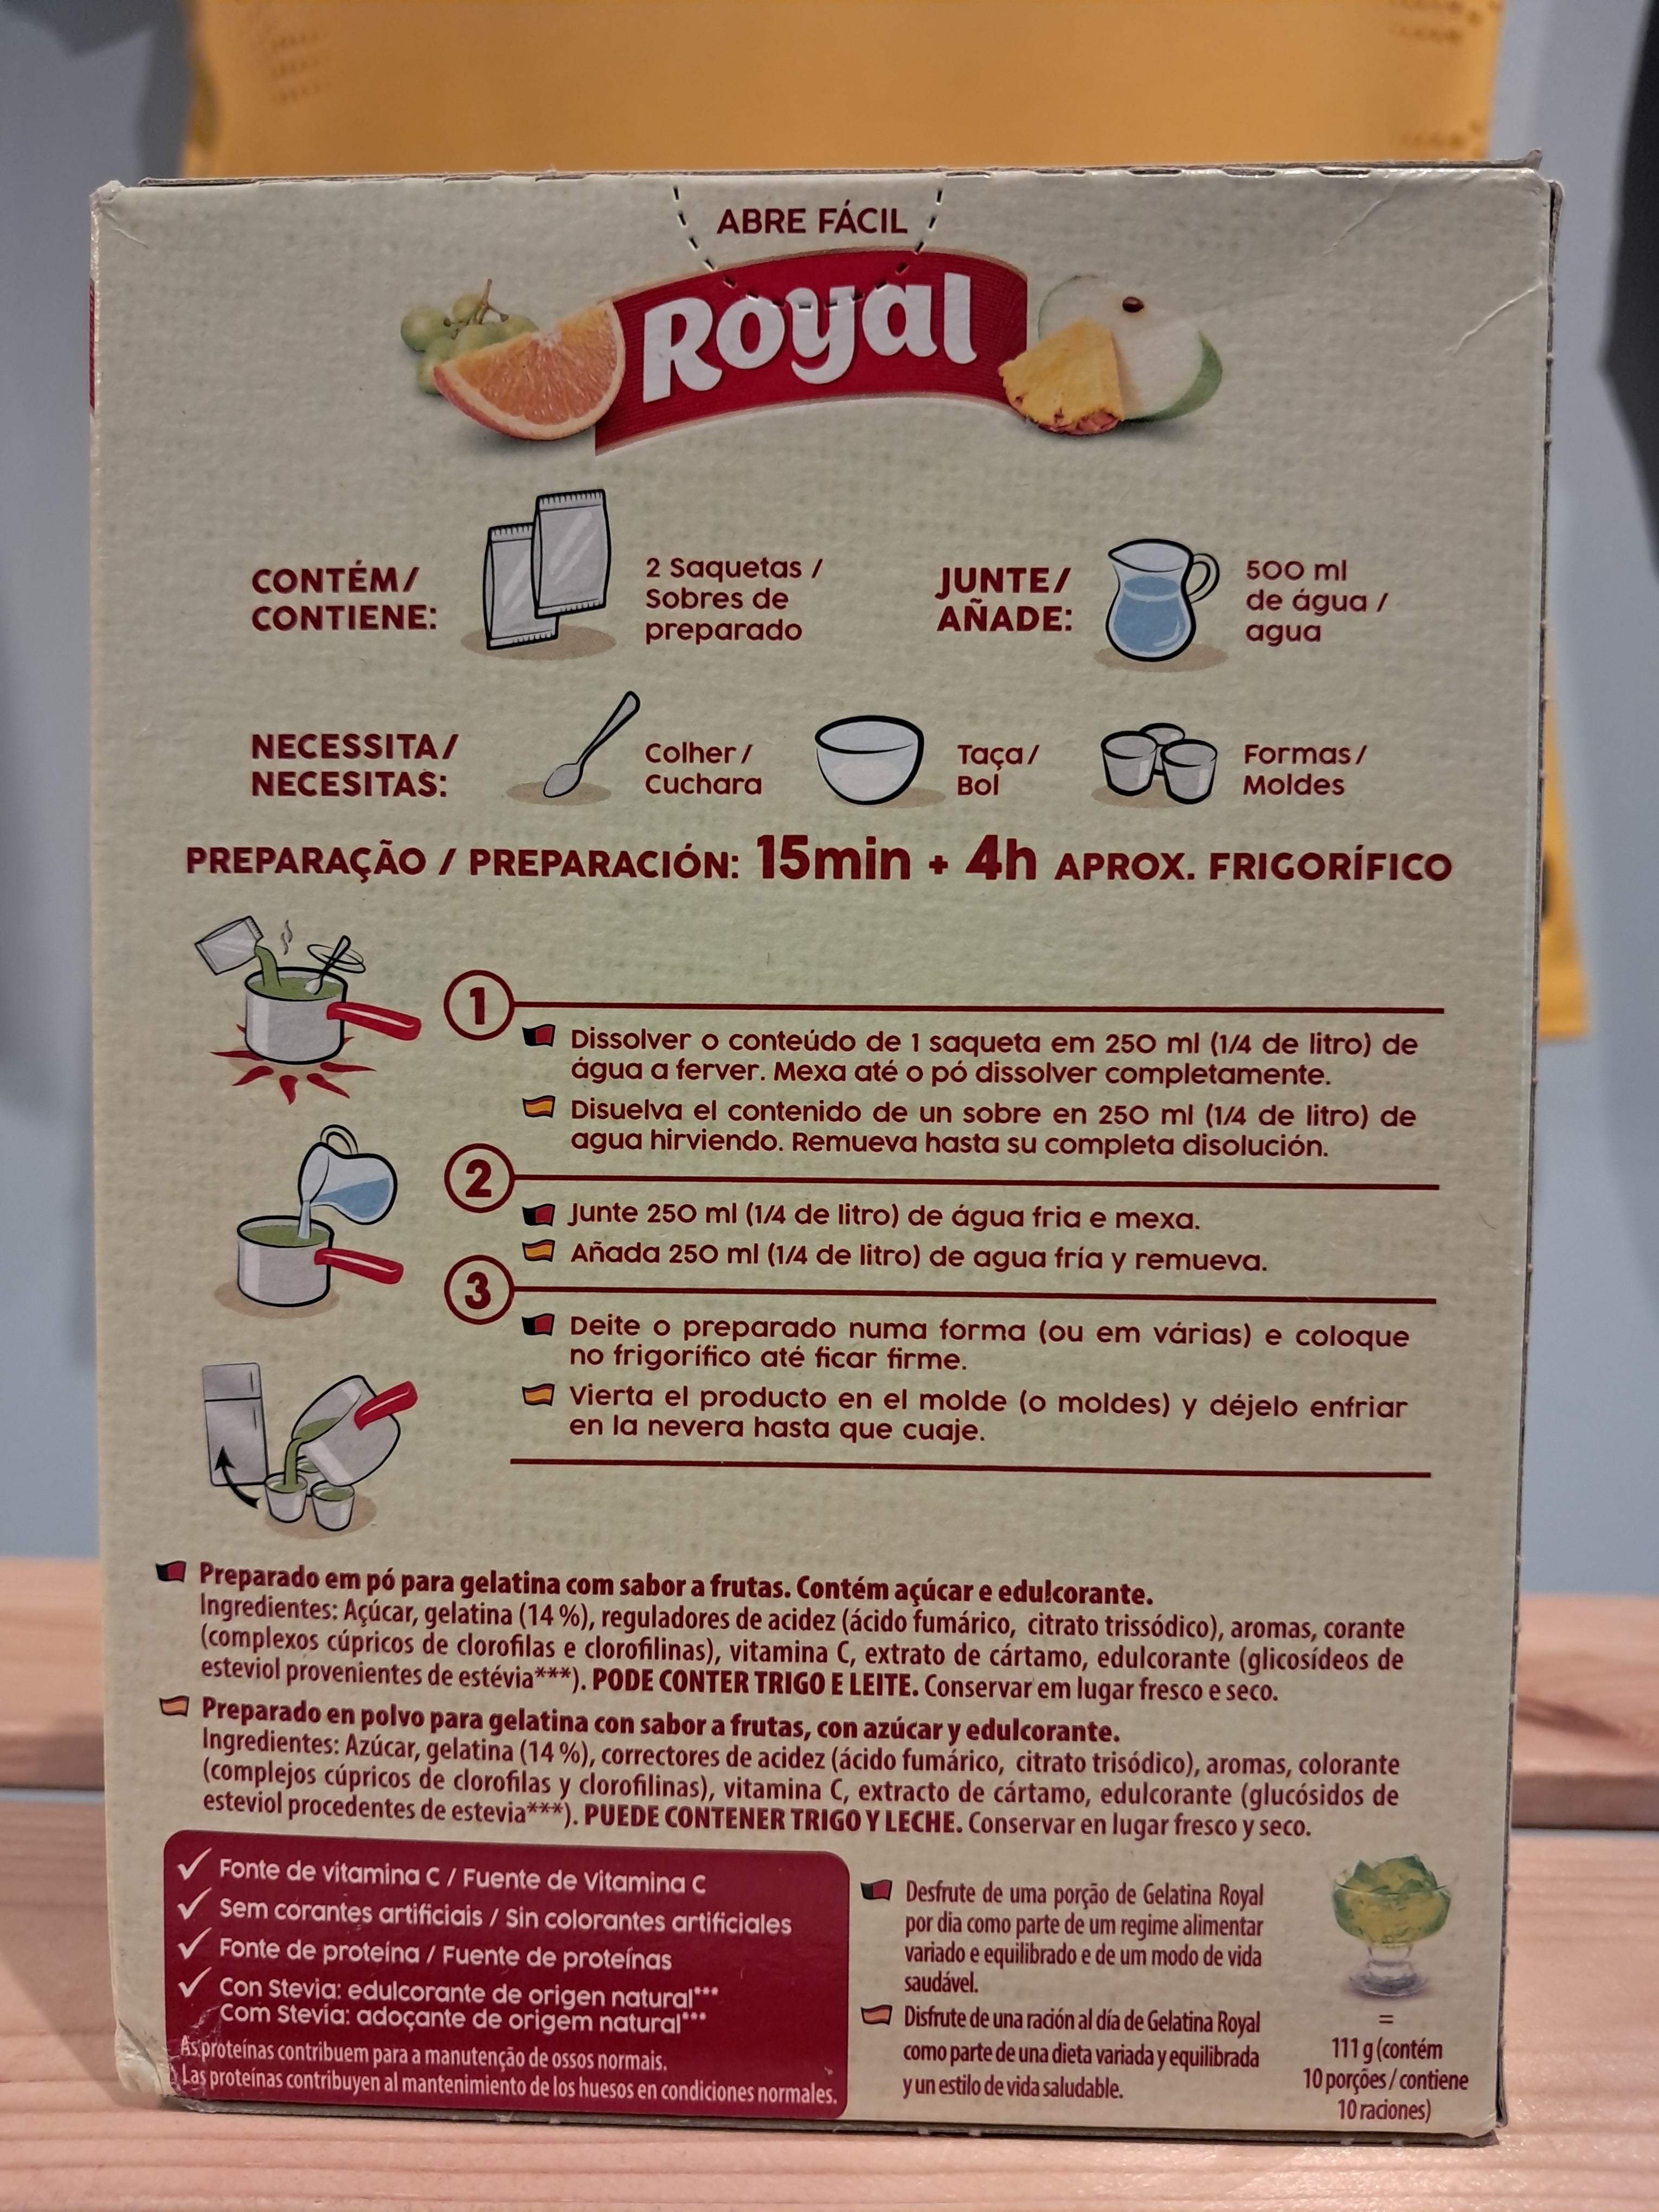 ABRE FÁCIL
Royal
CONTÉM/
CONTIENE:
2 Saquetas /
Sobres de
preparado
JUNTE/
AÑADE:
500 ml
de água /
agua
NECESSITA/
NECESITAS:
Colher/
Cuchara
Taça/
Bol
Formas/
Moldes
PREPARAÇÃO / PREPARACIÓN: 15min + 4h APROX. FRIGORÍFICO
1
Dissolver o conteúdo de 1 saqueta em 250 ml (1/4 de litro) de
água a ferver. Mexa até o pó dissolver completamente.
Disuelva el contenido de un sobre en 250 ml (1/4 de litro) de
agua hirviendo. Remueva hasta su completa disolución.
2
Junte 250 ml (1/4 de litro) de água fria e mexa.
Añada 250 ml (1/4 de litro) de agua fría y remueva.
3
Deite o preparado numa forma (ou em várias) e coloque
no frigorífico até ficar firme.
Vierta el producto en el molde (o moldes) y déjelo enfriar
en la nevera hasta que cuaje.
Preparado em pó para gelatina com sabor a frutas. Contém açúcar e edulcorante.
Ingredientes: Açúcar, gelatina (14 %), reguladores de acidez (ácido fumárico, citrato trissódico), aromas, corante
(complexos cúpricos de clorofilas e clorofilinas), vitamina C, extrato de cártamo, edulcorante (glicosídeos de
esteviol provenientes de estévia***). PODE CONTER TRIGO E LEITE. Conservar em lugar fresco e seco.
Preparado en polvo para gelatina con sabor a frutas, con azúcar y edulcorante.
Ingredientes: Azúcar, gelatina (14 %), correctores de acidez (ácido fumárico, citrato trisódico), aromas, colorante
(complejos cúpricos de clorofilas y clorofilinas), vitamina C, extracto de cártamo, edulcorante (glucósidos de
esteviol procedentes de estevia***). PUEDE CONTENER TRIGO Y LECHE. Conservar en lugar fresco y seco.
Fonte de vitamina C / Fuente de Vitamina C
Sem corantes artificiais / Sin colorantes artificiales
Fonte de proteína / Fuente de proteínas
Con Stevia: edulcorante de origen natural***
Com Stevia: adoçante de origem natural***
As proteínas contribuem para a manutenção de ossos normais.
Las proteínas contribuyen al mantenimiento de los huesos en condiciones normales.
Desfrute de uma porção de Gelatina Royal
por dia como parte de um regime alimentar
variado e equilibrado e de um modo de vida
saudável.
Disfrute de una ración al día de Gelatina Royal
como parte de una dieta variada y equilibrada
y un estilo de vida saludable.
=
111 g (contém
10 porções / contiene
10 raciones)